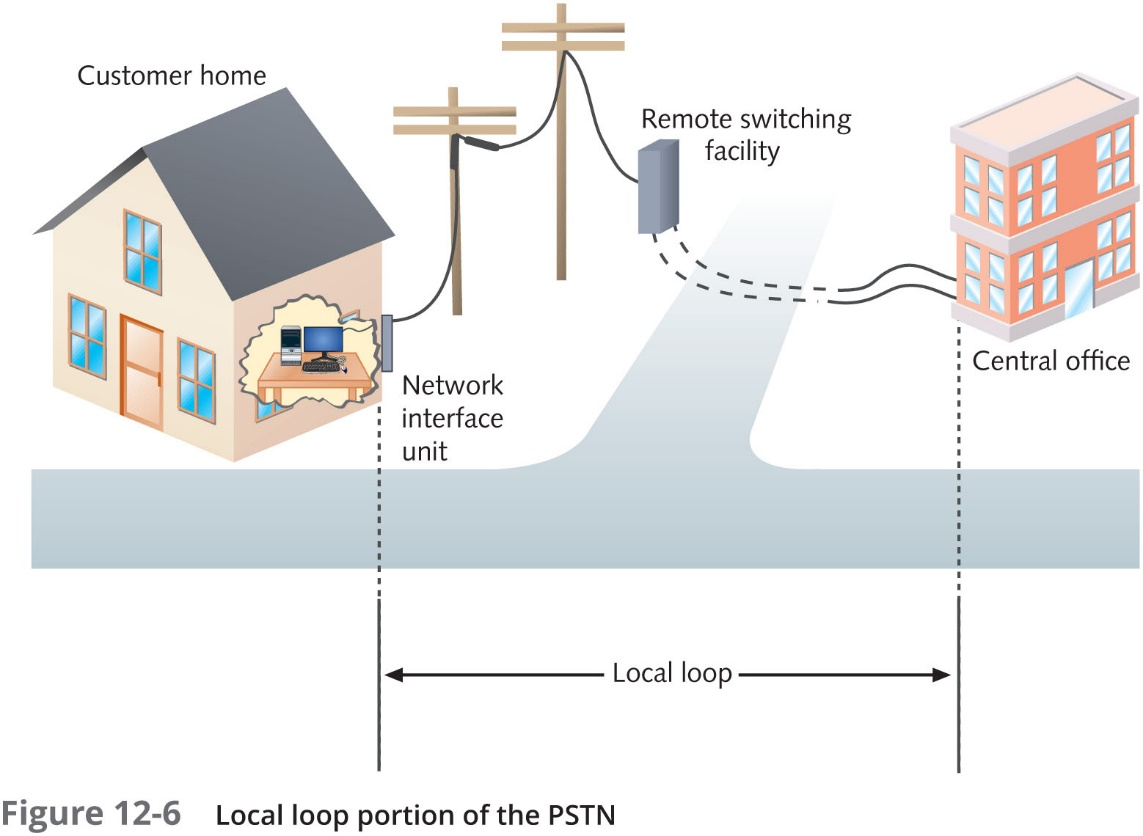 Customer home
Remote switching
facility
Central office
Network
interface
unit
Local loop
Figure 12-6 Local loop portion of the PSTN